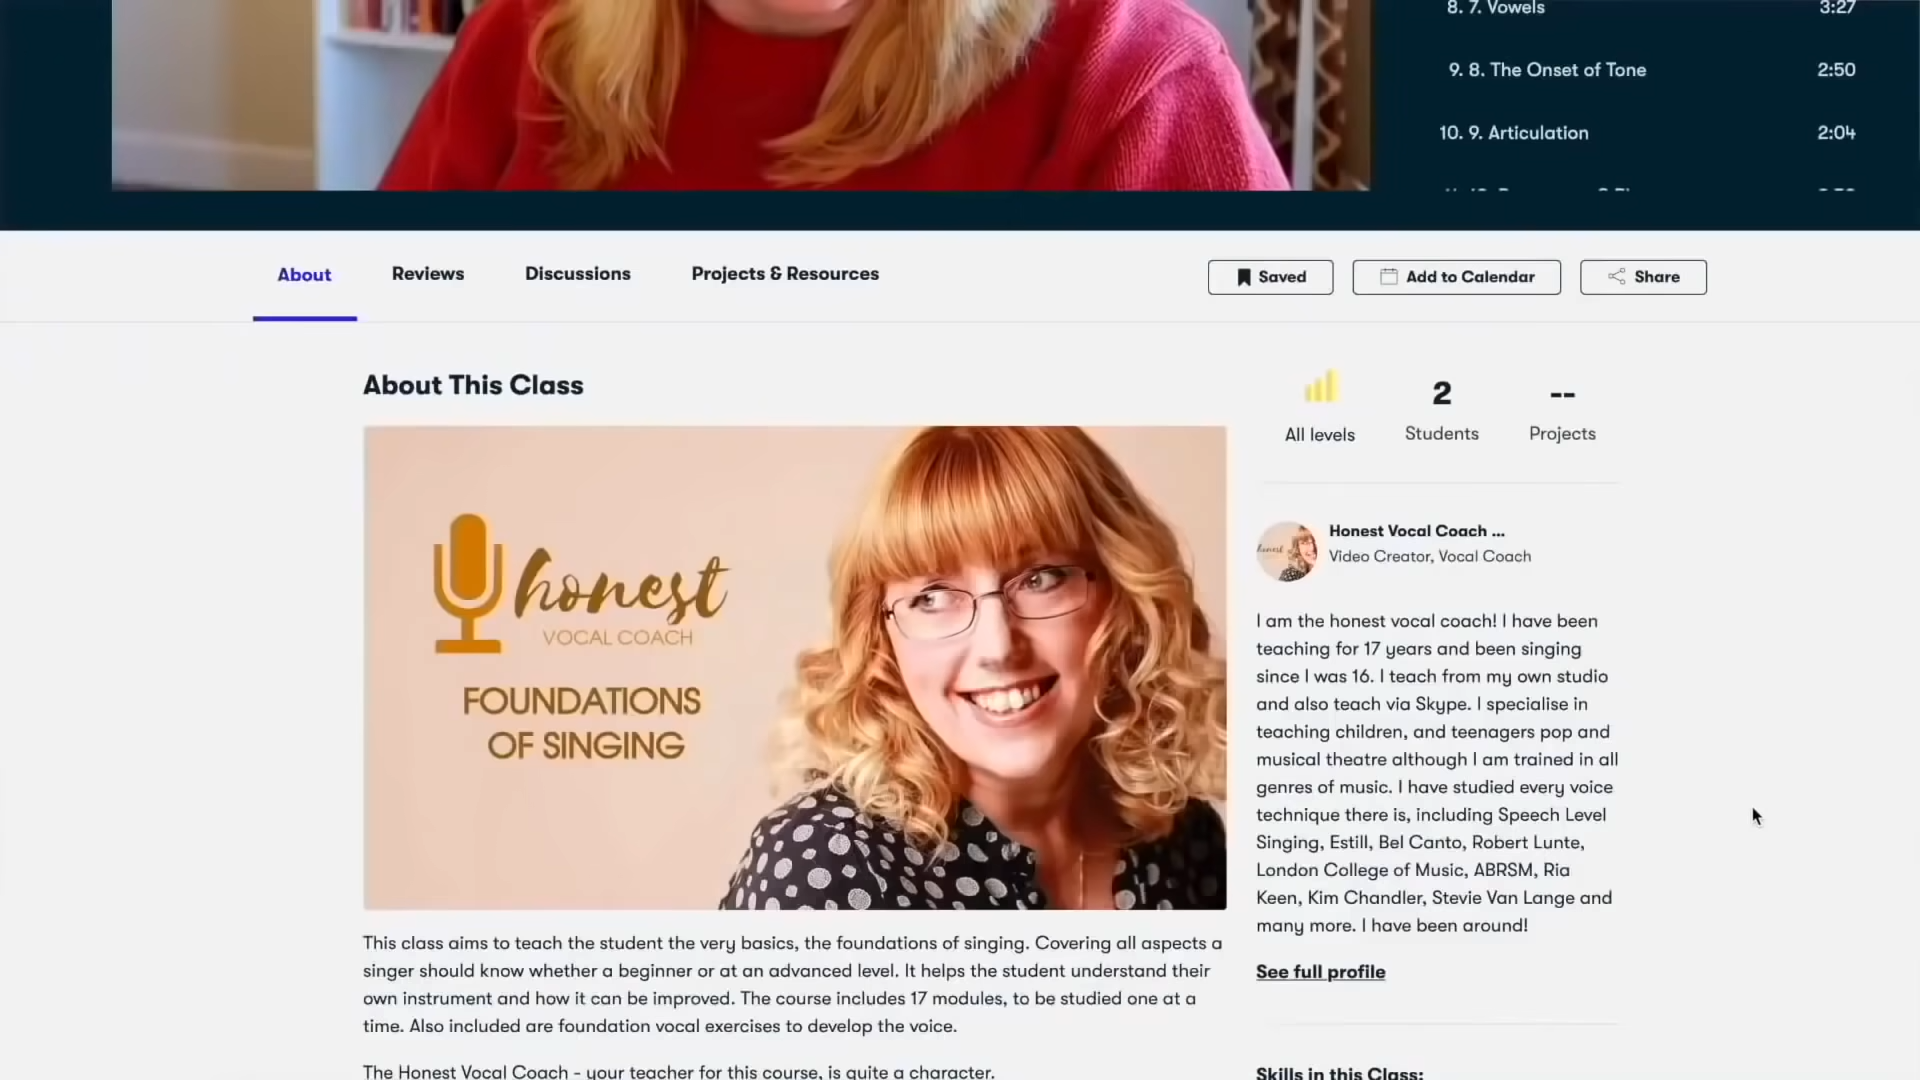 8. 7. Vowels 3:27
9. 8. The Onset of Tone 2:50
10. 9. Articulation 2:04
About Reviews Discussions Projects & Resources Saved Add to Calendar Share
About This Class
honest
VOCAL COACH
FOUNDATIONS
OF SINGING
This class aims to teach the student the very basics, the foundations of singing. Covering all aspects a
singer should know whether a beginner or at an advanced level. It helps the student understand their
own instrument and how it can be improved. The course includes 17 modules, to be studied one at a
time. Also included are foundation vocal exercises to develop the voice.
The Honest Vocal Coach - your teacher for this course, is quite a character.
2 --
All levels Students Projects
honest
Honest Vocal Coach ...
Video Creator, Vocal Coach
I am the honest vocal coach! I have been
teaching for 17 years and been singing
since I was 16. I teach from my own studio
and also teach via Skype. I specialise in
teaching children, and teenagers pop and
musical theatre although I am trained in all
genres of music. I have studied every voice
technique there is, including Speech Level
Singing, Estill, Bel Canto, Robert Lunte,
London College of Music, ABRSM, Ria
Keen, Kim Chandler, Stevie Van Lange and
many more. I have been around!
See full profile
Skills in this Class: